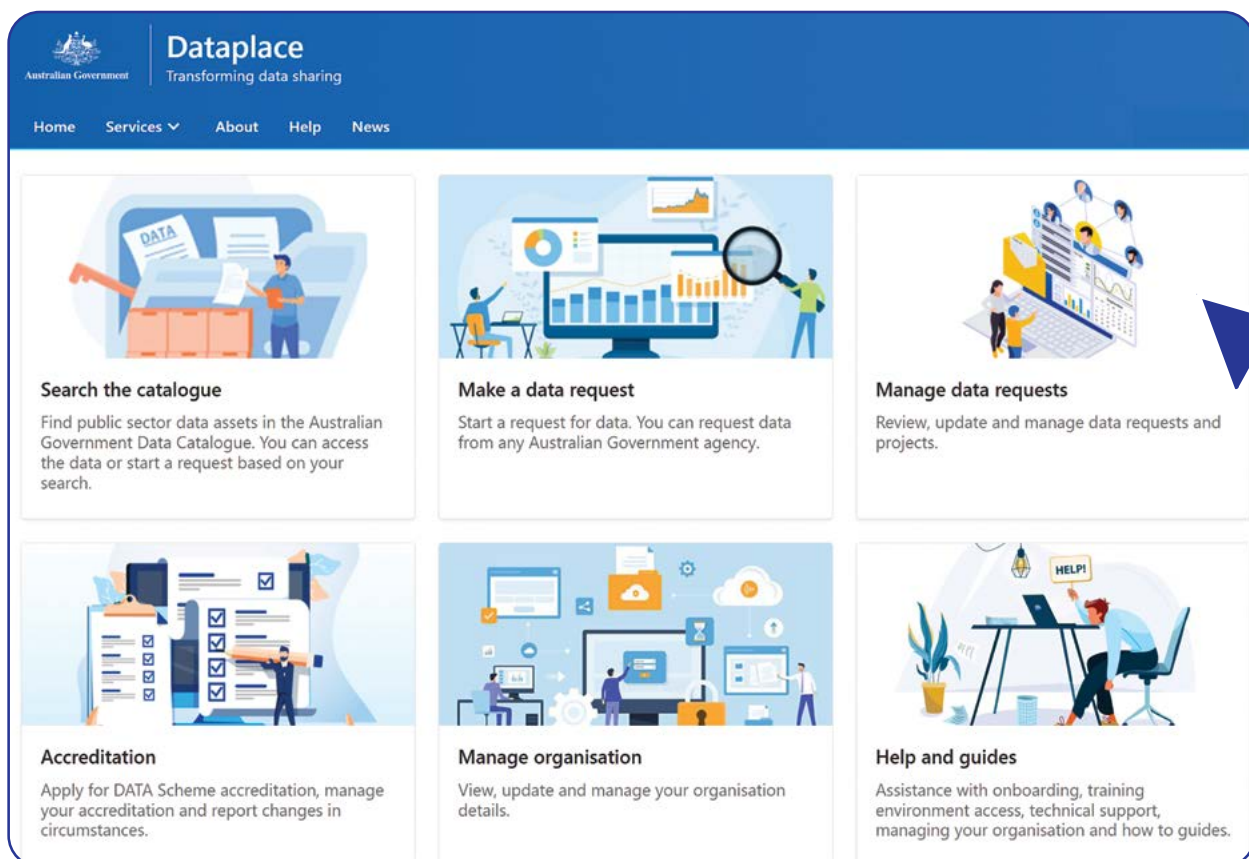 Australian Government
Dataplace
Transforming data sharing
Home Services About Help News
DATA
Search the catalogue
Find public sector data assets in the Australian
Government Data Catalogue. You can access
the data or start a request based on your
search.
Make a data request
Start a request for data. You can request data
from any Australian Government agency.
Manage data requests
Review, update and manage data requests and
projects.
Accreditation
Apply for DATA Scheme accreditation, manage
your accreditation and report changes in
circumstances.
Manage organisation
View, update and manage your organisation
details.
HELP!
Help and guides
Assistance with onboarding, training
environment access, technical support,
managing your organisation and how to guides.